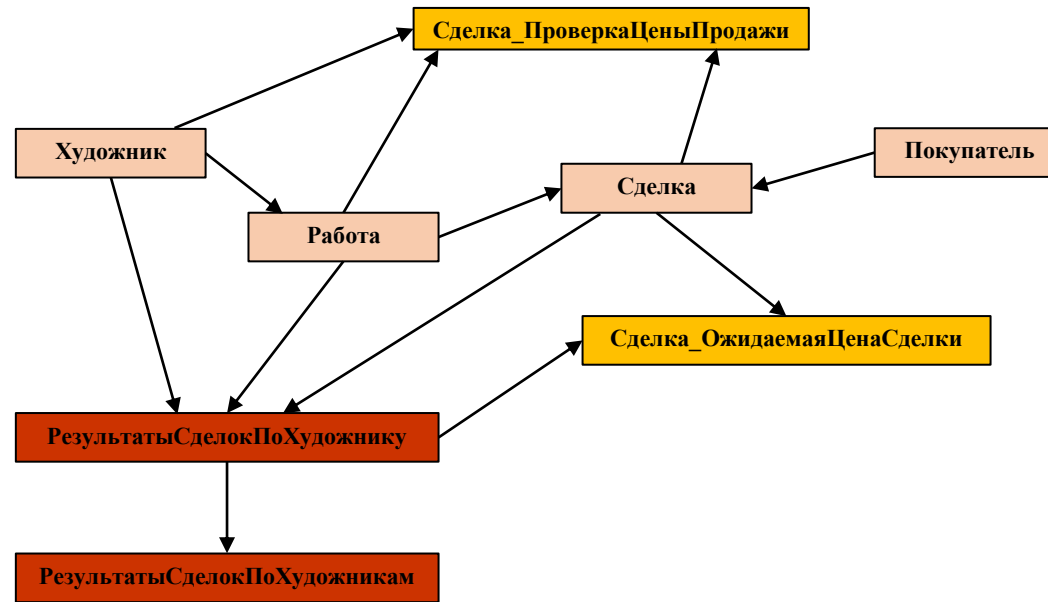 Сделка_ПроверкаЦеныПродажи
Художник
Покупатель
Сделка
Работа
Сделка_ОжидаемаяЦенаСделки
РезультатыСделокПоХудожнику
РезультатыСделокПоХудожникам